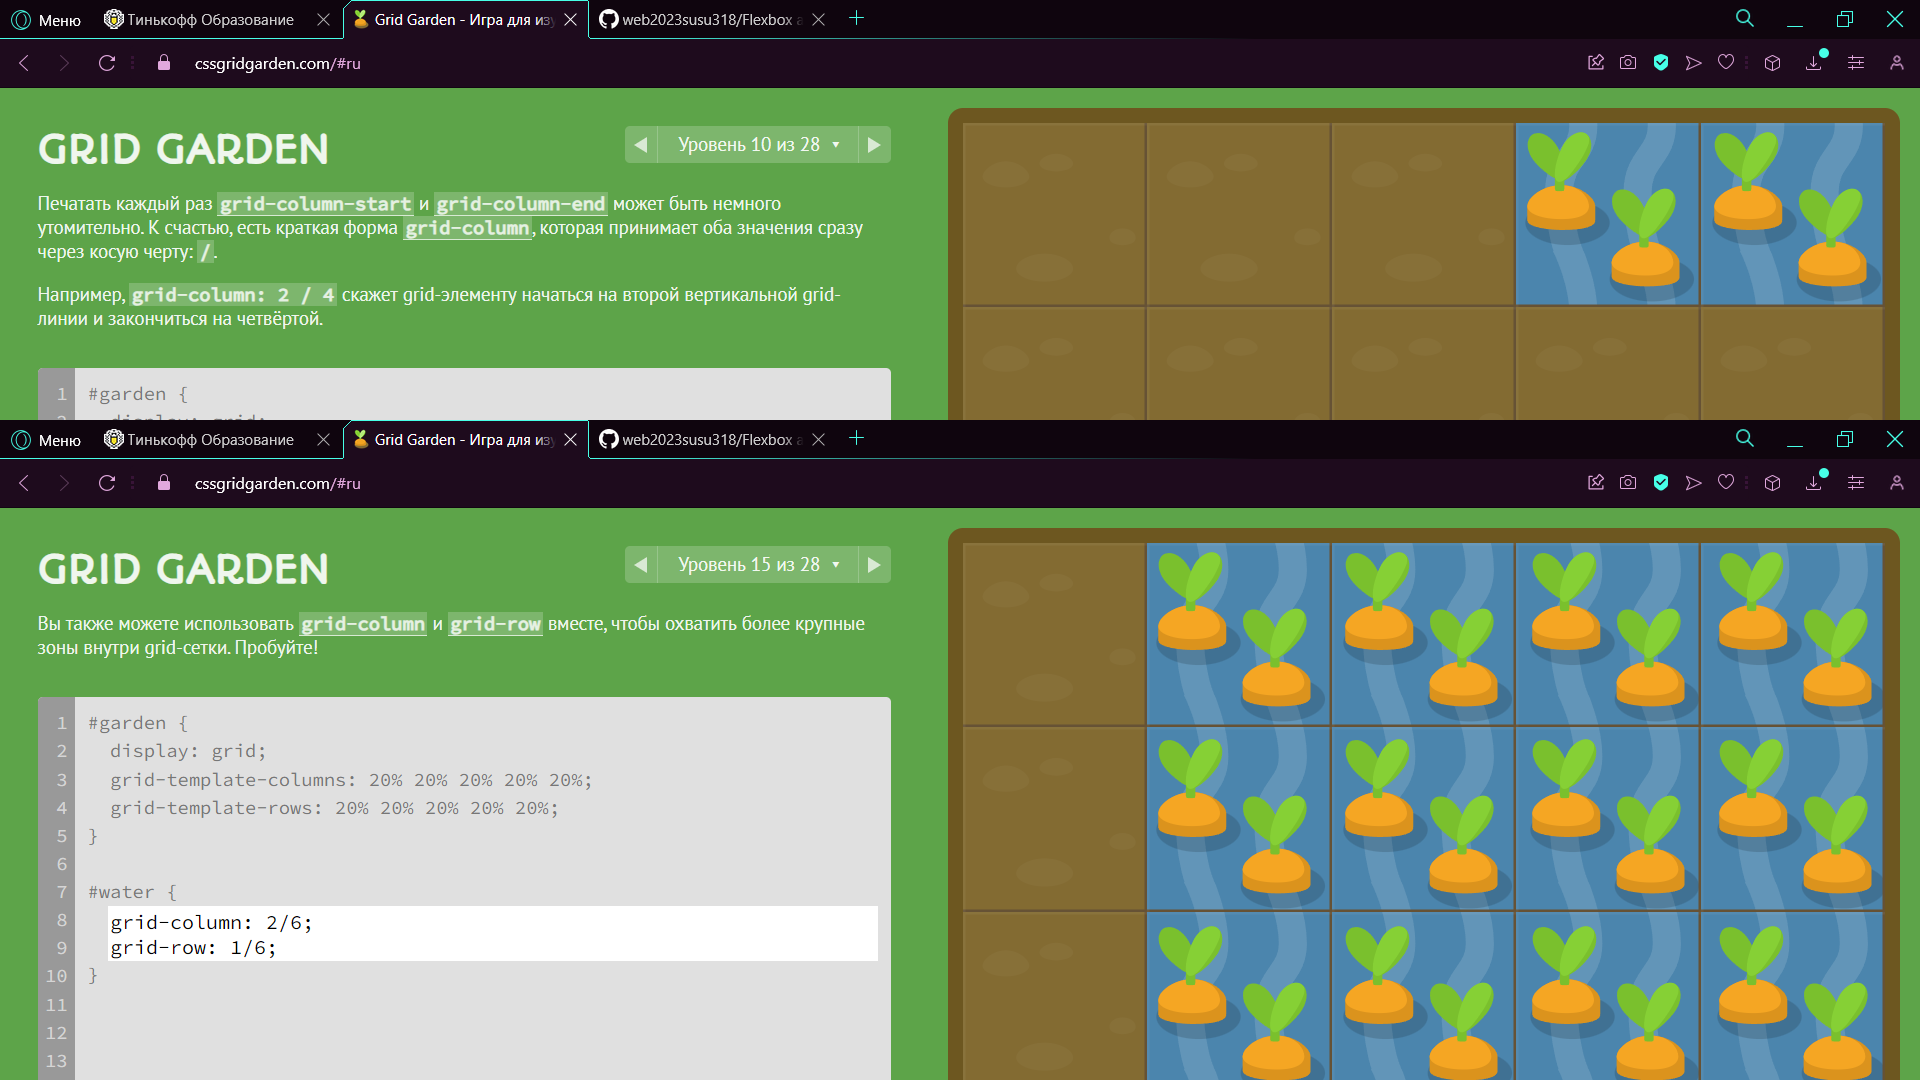 Меню Тинькофф Образование Grid Garden - Игра для из web2023susu318/Flexbox
cssgridgarden.com/#ru
GRID GARDEN
Уровень 10 из 28
Печатать каждый раз grid-column-start и grid-column-end может быть немного
утомительно. К счастью, есть краткая форма grid-column, которая принимает оба значения сразу
через косую черту: /.
Например, grid-column: 2 / 4 скажет grid-элементу начаться на второй вертикальной grid-
линии и закончиться на четвёртой.
1 #garden {
2 display: grid;
Меню Тинькофф Образование Grid Garden - Игра для из web2023susu318/Flexbox
cssgridgarden.com/#ru
GRID GARDEN
Уровень 15 из 28
Вы также можете использовать grid-column и grid-row вместе, чтобы охватить более крупные
зоны внутри grid-сетки. Пробуйте!
1 #garden {
2 display: grid;
3 grid-template-columns: 20% 20% 20% 20% 20%;
4 grid-template-rows: 20% 20% 20% 20% 20%;
5 }
6
7 #water {
8 grid-column: 2/6;
9 grid-row: 1/6;
10 }
11
12
13